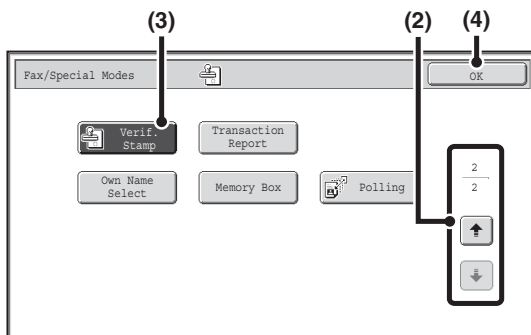 (3)
(2)
(4)
Fax/Special Modes
OK
Verif.
Stamp
Transaction
Report
Own Name
Select
Memory Box
Polling
2
2